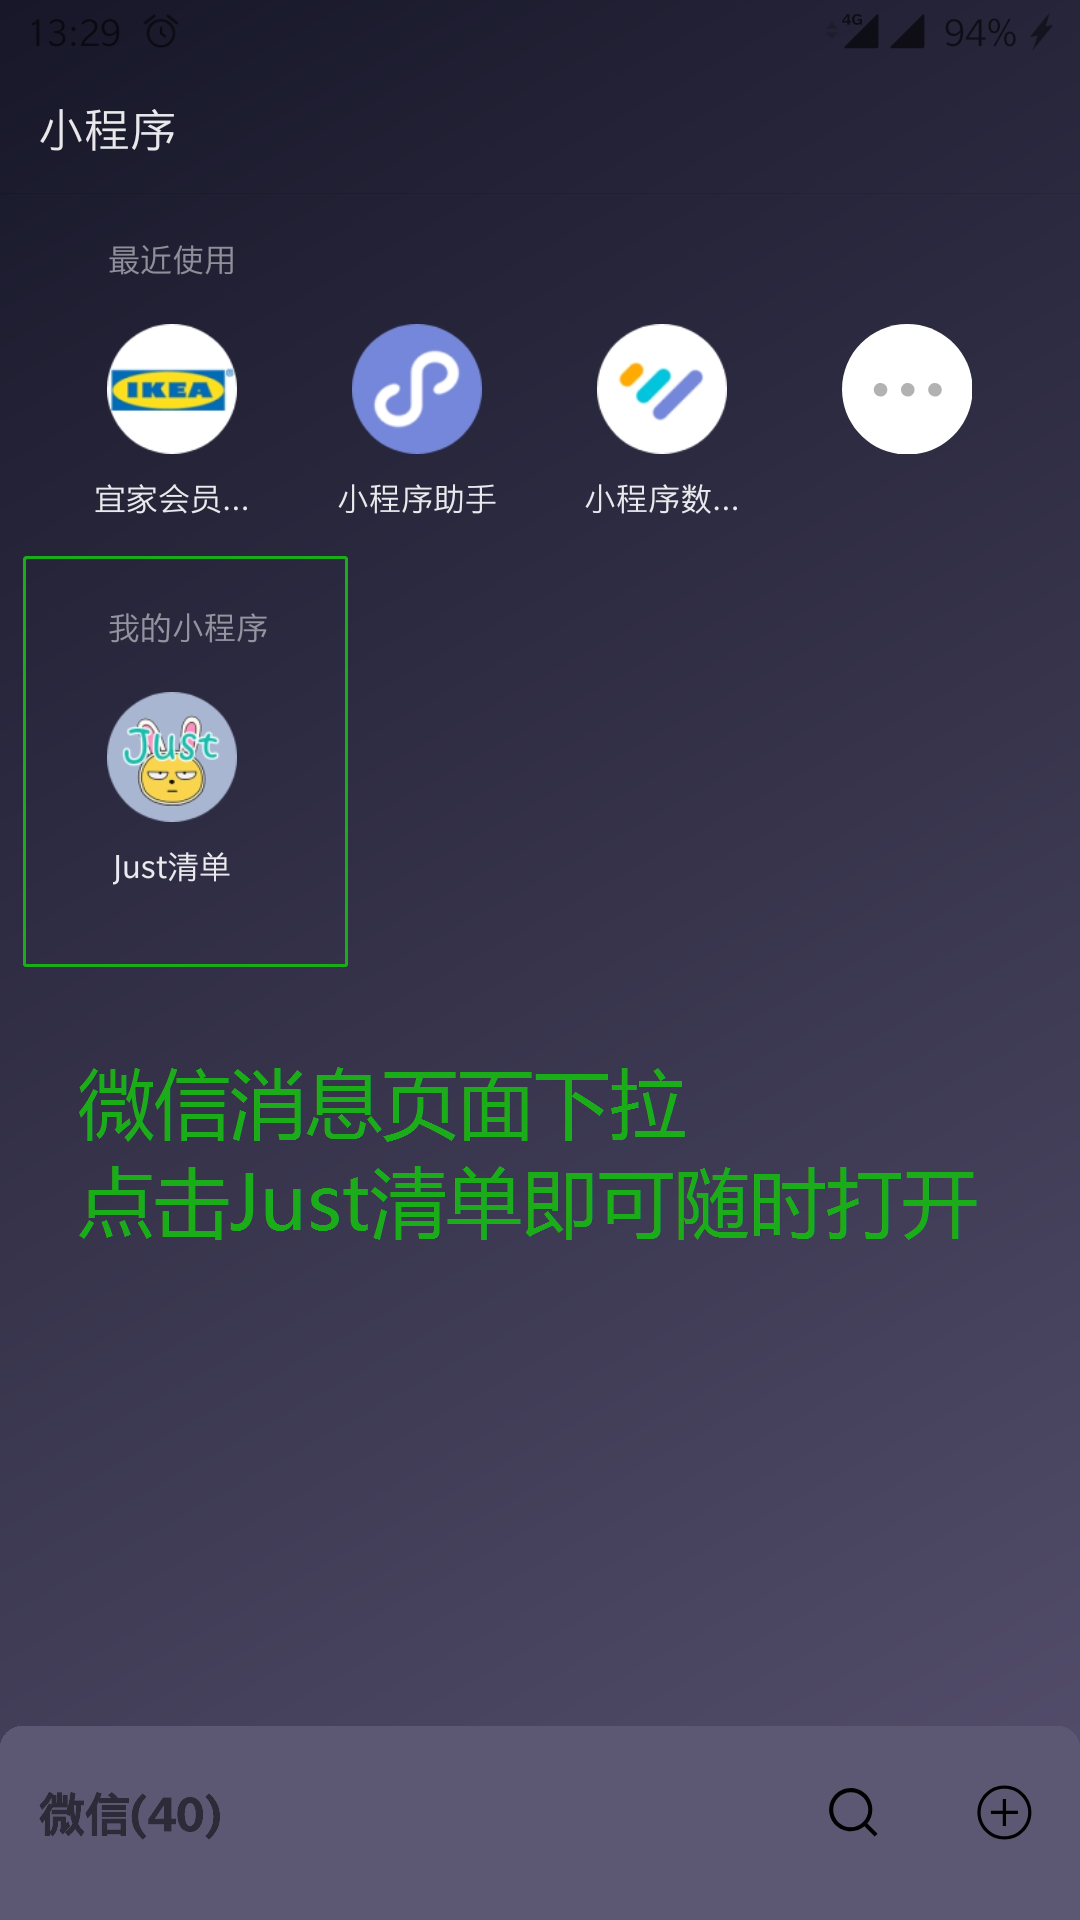 13:29
4G
94%
小程序
最近使用
IKEA
宜家会员...
小程序助手
小程序数...
我的小程序
Just
Just清单
微信消息页面下拉
点击Just清单即可随时打开
微信(40)